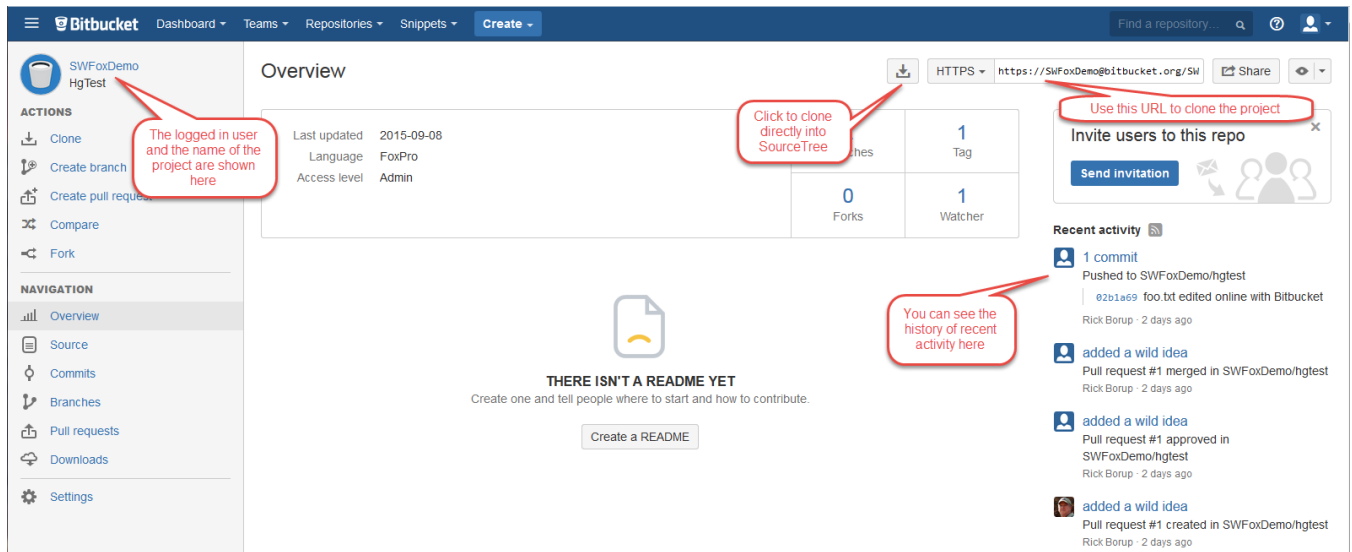 Bitbucket Dashboard Teams Repositories Snippets Create Find a repository...
SWFoxDemo
HgTest
ACTIONS
Clone
Create branch
Create pull request
Compare
Fork
NAVIGATION
Overview
Source
Commits
Branches
Pull requests
Downloads
Settings
The logged in user
and the name of the
project are shown
here
Overview
HTTPS https://SWFoxDemo@bitbucket.org/SW Share
Click to clone
directly into
SourceTree
Use this URL to clone the project
Last updated 2015-09-08
Language FoxPro
Access level Admin
1
Tag
0
Forks
1
Watcher
THERE ISN'T A README YET
Create one and tell people where to start and how to contribute.
Create a README
Invite users to this repo
Send invitation
Recent activity
1 commit
Pushed to SWFoxDemo/hgtest
02b1a69 foo.txt edited online with Bitbucket
Rick Borup · 2 days ago
You can see the
history of recent
activity here
added a wild idea
Pull request #1 merged in SWFoxDemo/hgtest
Rick Borup · 2 days ago
added a wild idea
Pull request #1 approved in
SWFoxDemo/hgtest
Rick Borup · 2 days ago
added a wild idea
Pull request #1 created in SWFoxDemo/hgtest
Rick Borup · 2 days ago